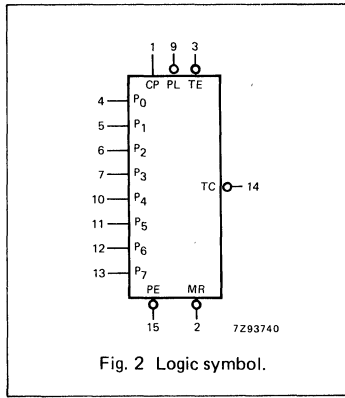 1 9 3
CP PL TE
4 P0
5 P1
6 P2
7 P3
TC 14
10 P4
11 P5
12 P6
13 P7
PE MR
15 2 7Z93740
Fig. 2 Logic symbol.